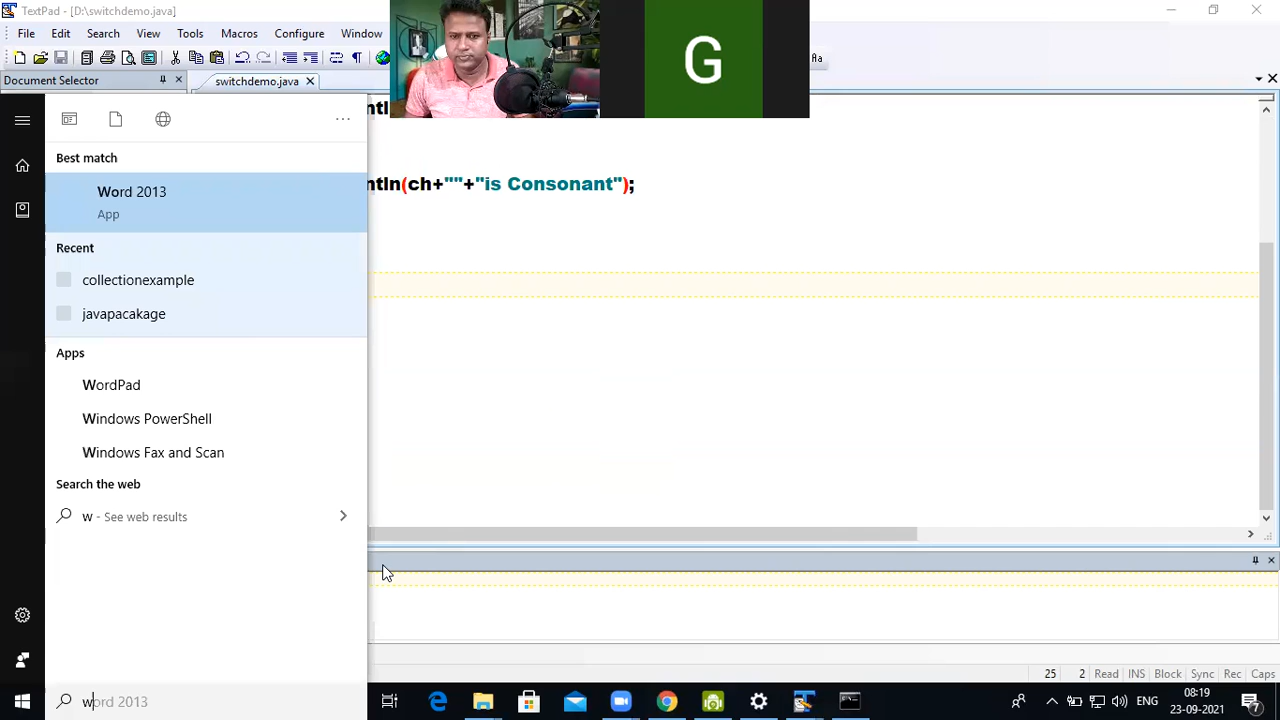 TextPad - [D:\switchdemo.java]
File Edit Search View Tools Macros Configure Window
Document Selector
switchdemo.java
G
Best match
Word 2013
App
Recent
collectionexample
javapacakage
Apps
WordPad
Windows PowerShell
Windows Fax and Scan
Search the web
w - See web results
ntln(ch+""+"is Consonant");
25 2 Read INS Block Sync Rec Caps
word 2013
ENG
08:19
23-09-2021
7